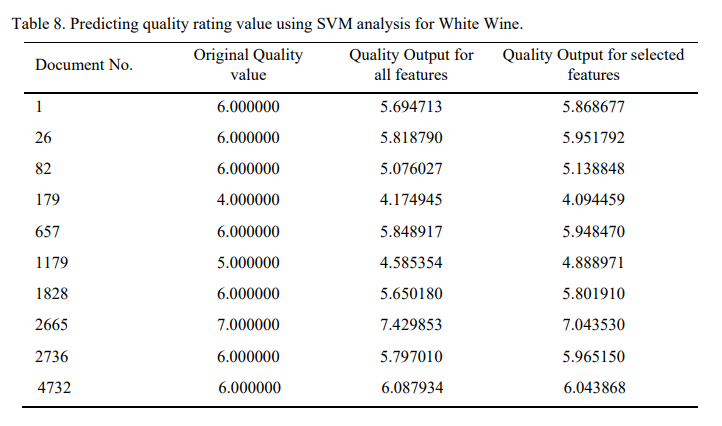 Table 8. Predicting quality rating value using SVM analysis for White Wine.
Document No. Original Quality value Quality Output for all features Quality Output for selected features
1 6.000000 5.694713 5.868677
26 6.000000 5.818790 5.951792
82 6.000000 5.076027 5.138848
179 4.000000 4.174945 4.094459
657 6.000000 5.848917 5.948470
1179 5.000000 4.585354 4.888971
1828 6.000000 5.650180 5.801910
2665 7.000000 7.429853 7.043530
2736 6.000000 5.797010 5.965150
4732 6.000000 6.087934 6.043868